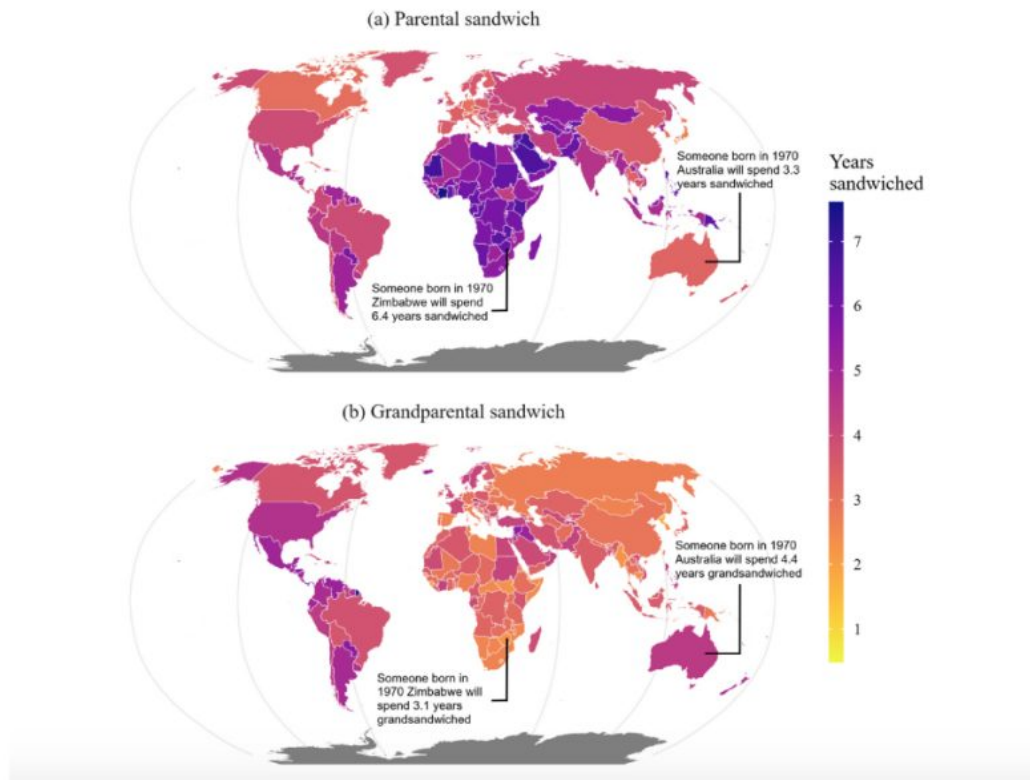 (a) Parental sandwich
Someone born in 1970
Australia will spend 3.3
years sandwiched
Someone born in 1970
Zimbabwe will spend
6.4 years sandwiched
Years
sandwiched
7
6
5
4
3
2
1
(b) Grandparental sandwich
Someone born in 1970
Australia will spend 4.4
years grandsandwiched
Someone born in
1970 Zimbabwe will
spend 3.1 years
grandsandwiched